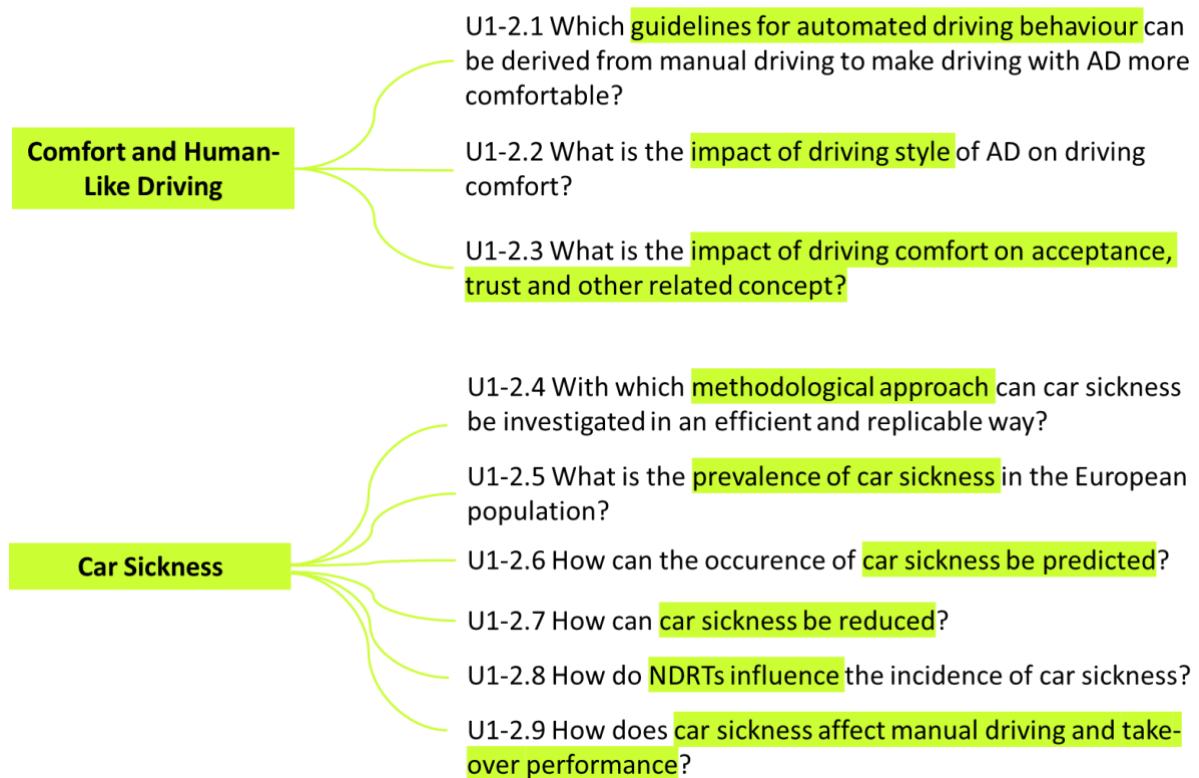 Comfort and Human-
Like Driving
U1-2.1 Which guidelines for automated driving behaviour can
be derived from manual driving to make driving with AD more
comfortable?
U1-2.2 What is the impact of driving style of AD on driving
comfort?
U1-2.3 What is the impact of driving comfort on acceptance,
trust and other related concept?
Car Sickness
U1-2.4 With which methodological approach can car sickness
be investigated in an efficient and replicable way?
U1-2.5 What is the prevalence of car sickness in the European
population?
U1-2.6 How can the occurence of car sickness be predicted?
U1-2.7 How can car sickness be reduced?
U1-2.8 How do NDRTs influence the incidence of car sickness?
U1-2.9 How does car sickness affect manual driving and take-
over performance?